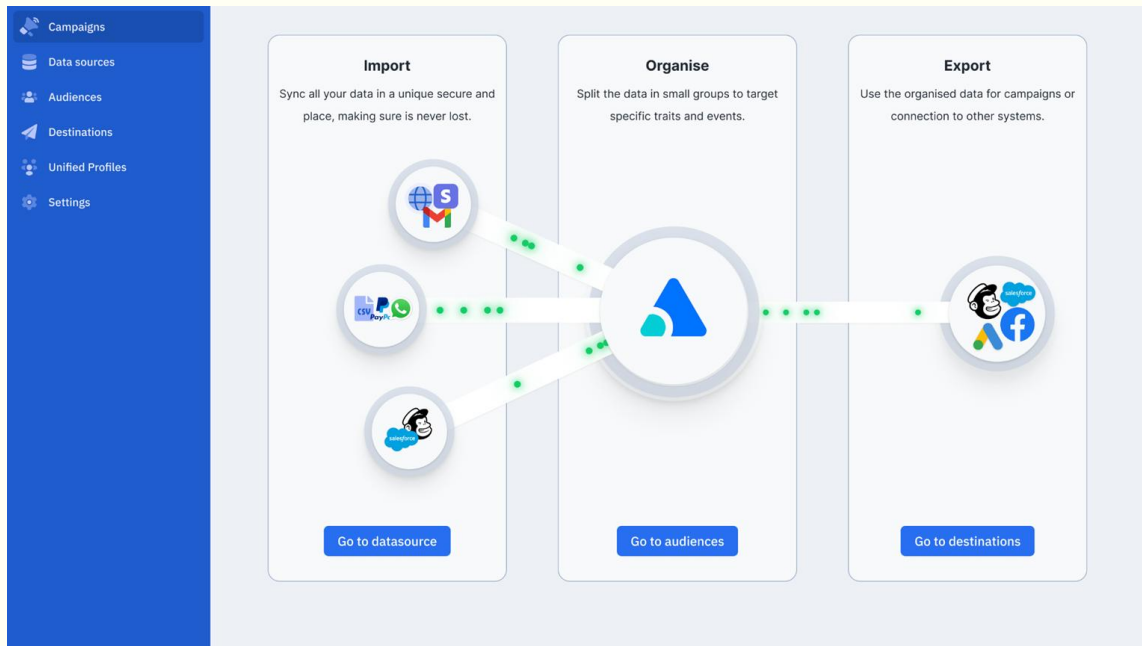 Campaigns
Data sources
Audiences
Destinations
Unified Profiles
Settings
Import
Sync all your data in a unique secure and
place, making sure is never lost.
S
CSV
PayPc
salesforce
Go to datasource
Organise
Split the data in small groups to target
specific traits and events.
Go to audiences
Export
Use the organised data for campaigns or
connection to other systems.
salesforce
Go to destinations